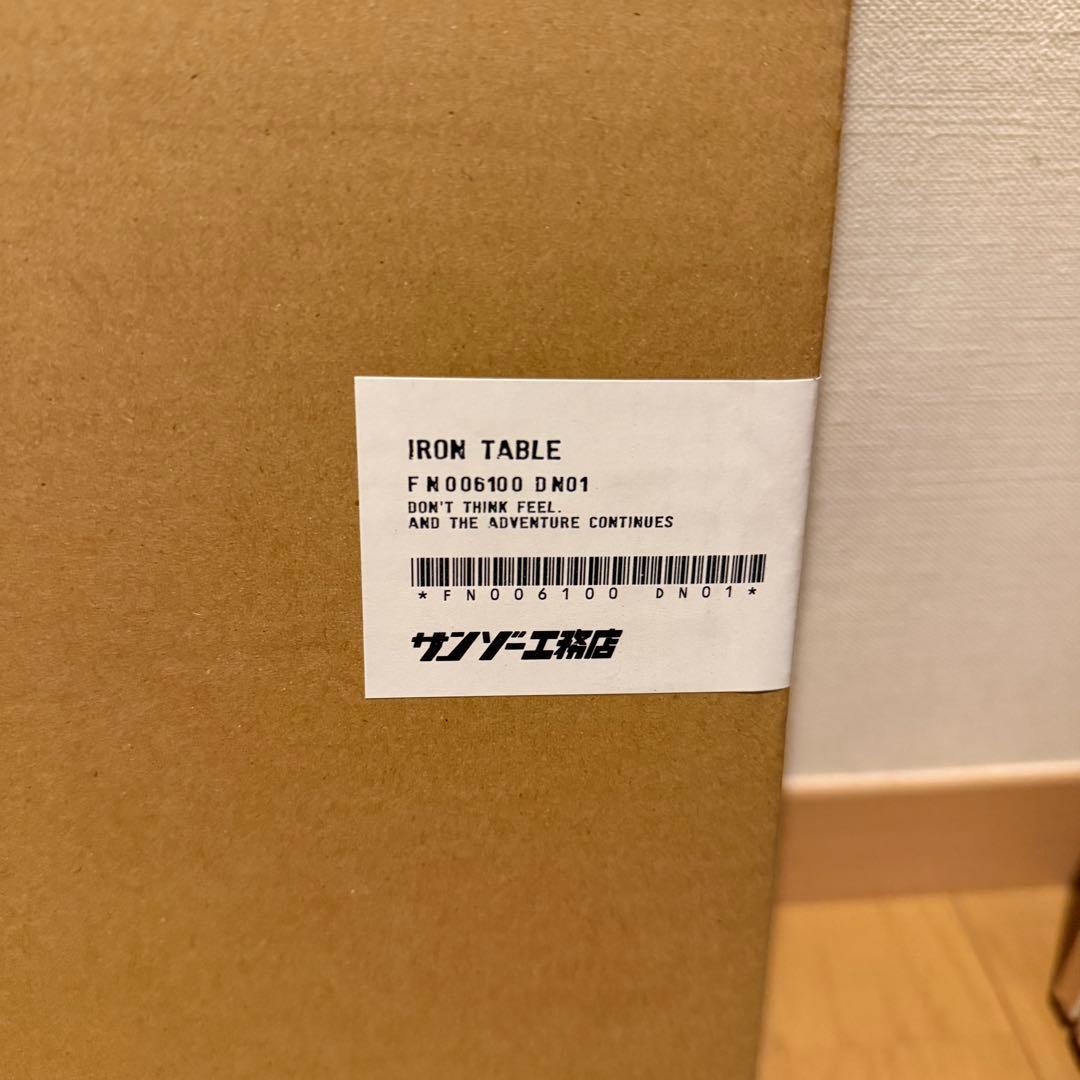 IRON TABLE
FN006100 DN01
DON'T THINK FEEL.
AND THE ADVENTURE CONTINUES
*FN006100 DN01*
サンゾー工務店